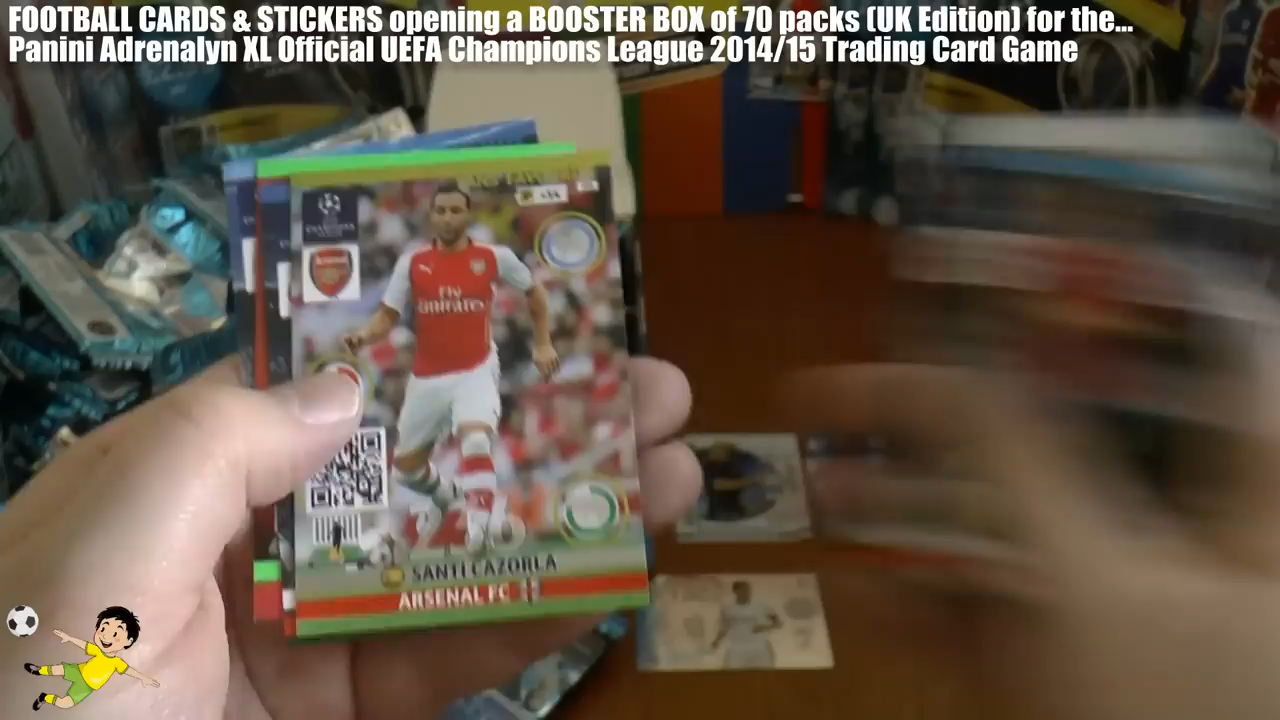 FOOTBALL CARDS & STICKERS opening a BOOSTER BOX of 70 packs (UK Edition) for the...
Panini Adrenalyn XL Official UEFA Champions League 2014/15 Trading Card Game
Arsenal
Fly
Emirates
SANTI CAZORLA
ARSENAL FC